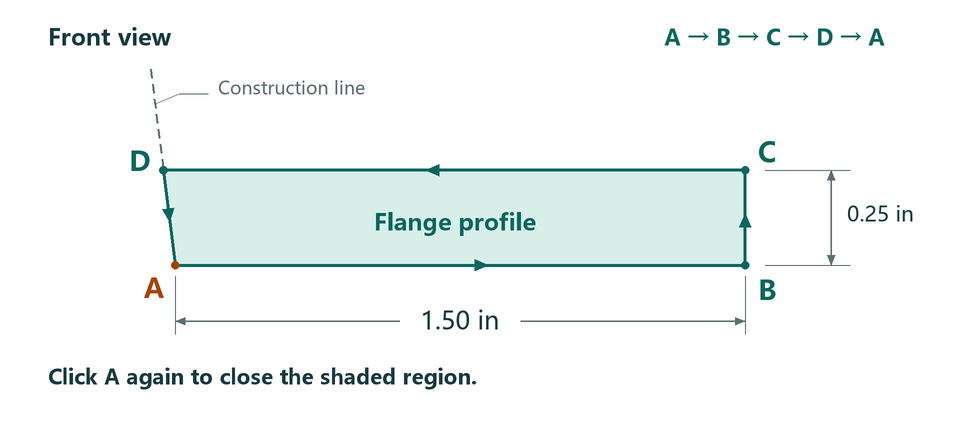 Front view
A → B → C → D → A
Construction line
D
C
Flange profile
0.25 in
A
B
1.50 in
Click A again to close the shaded region.